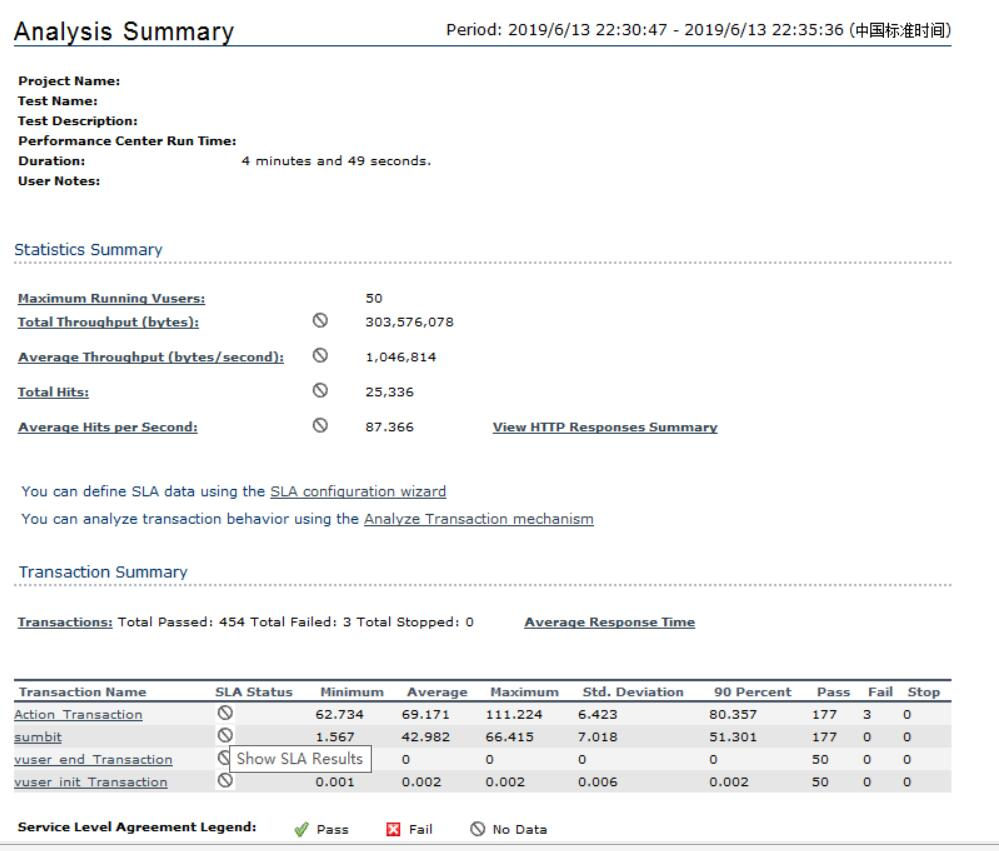 Analysis Summary Period: 2019/6/13 22:30:47 - 2019/6/13 22:35:36 (中国标准时间)
Project Name:
Test Name:
Test Description:
Performance Center Run Time:
Duration: 4 minutes and 49 seconds.
User Notes:
Statistics Summary
Maximum Running Vusers: 50
Total Throughput (bytes): 303,576,078
Average Throughput (bytes/second): 1,046,814
Total Hits: 25,336
Average Hits per Second: 87.366 View HTTP Responses Summary
You can define SLA data using the SLA configuration wizard
You can analyze transaction behavior using the Analyze Transaction mechanism
Transaction Summary
Transactions: Total Passed: 454 Total Failed: 3 Total Stopped: 0 Average Response Time
Transaction Name SLA Status Minimum Average Maximum Std. Deviation 90 Percent Pass Fail Stop
Action_Transaction 62.734 69.171 111.224 6.423 80.357 177 3 0
sumbit 1.567 42.982 66.415 7.018 51.301 177 0 0
vuser_end_Transaction Show SLA Results 0 0 0 0 50 0 0
vuser_init_Transaction 0.001 0.002 0.002 0.006 0.002 50 0 0
Service Level Agreement Legend: Pass Fail No Data